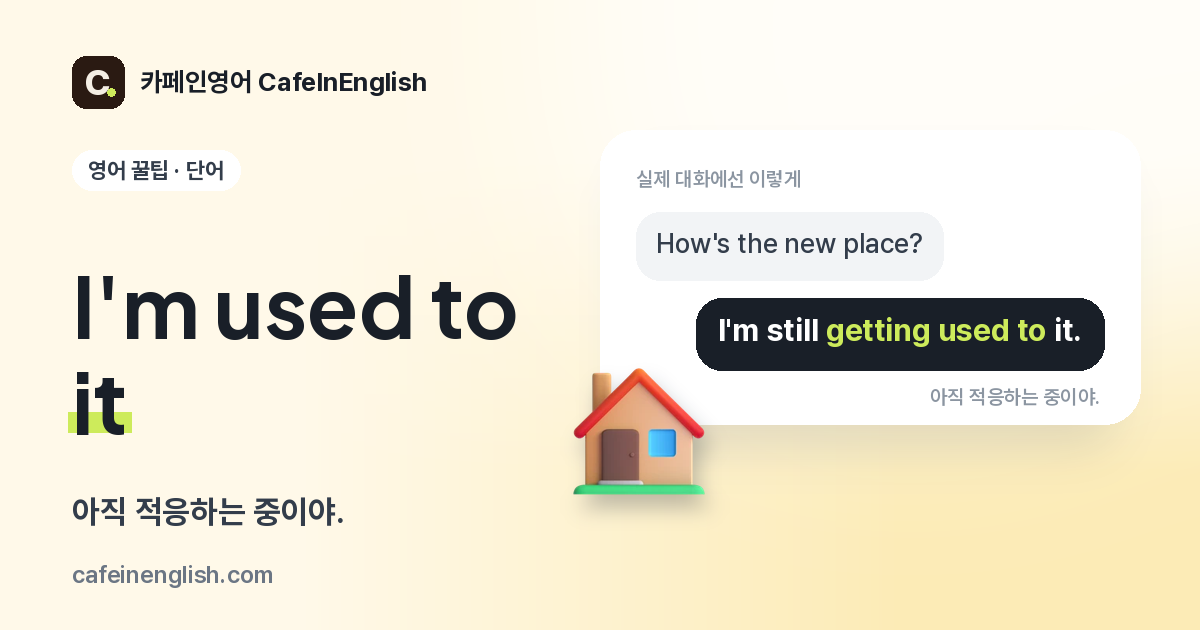 C.
카페인영어 CafeInEnglish
영어 꿀팁 · 단어
I'm used to
it
아직 적응하는 중이야.
cafeinenglish.com
실제 대화에선 이렇게
How's the new place?
I'm still getting used to it.
아직 적응하는 중이야.